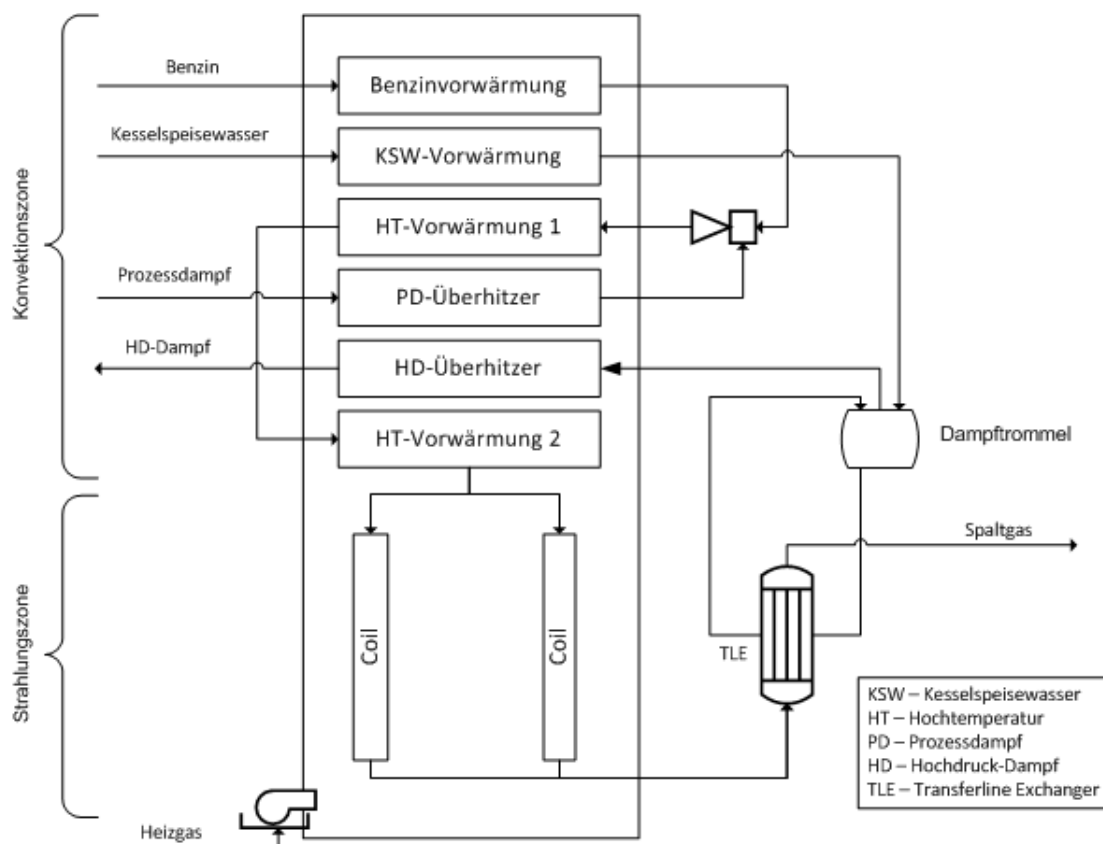 Benzin
Benzinvorwärmung
Kesselspeisewasser
KSW-Vorwärmung
HT-Vorwärmung 1
Prozessdampf
PD-Überhitzer
HD-Dampf
HD-Überhitzer
HT-Vorwärmung 2
Konvektionszone
Dampftrommel
Spaltgas
Strahlungszone
Coil
Coil
TLE
KSW – Kesselspeisewasser
HT – Hochtemperatur
PD – Prozessdampf
HD – Hochdruck-Dampf
TLE – Transferline Exchanger
Heizgas